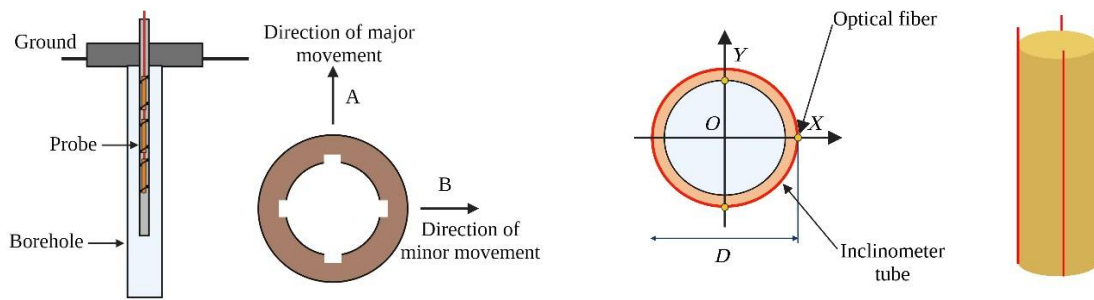 Ground
Probe
Borehole
Direction of major
movement
A
B
Direction of
minor movement
Optical fiber
Y
O
X
D
Inclinometer
tube